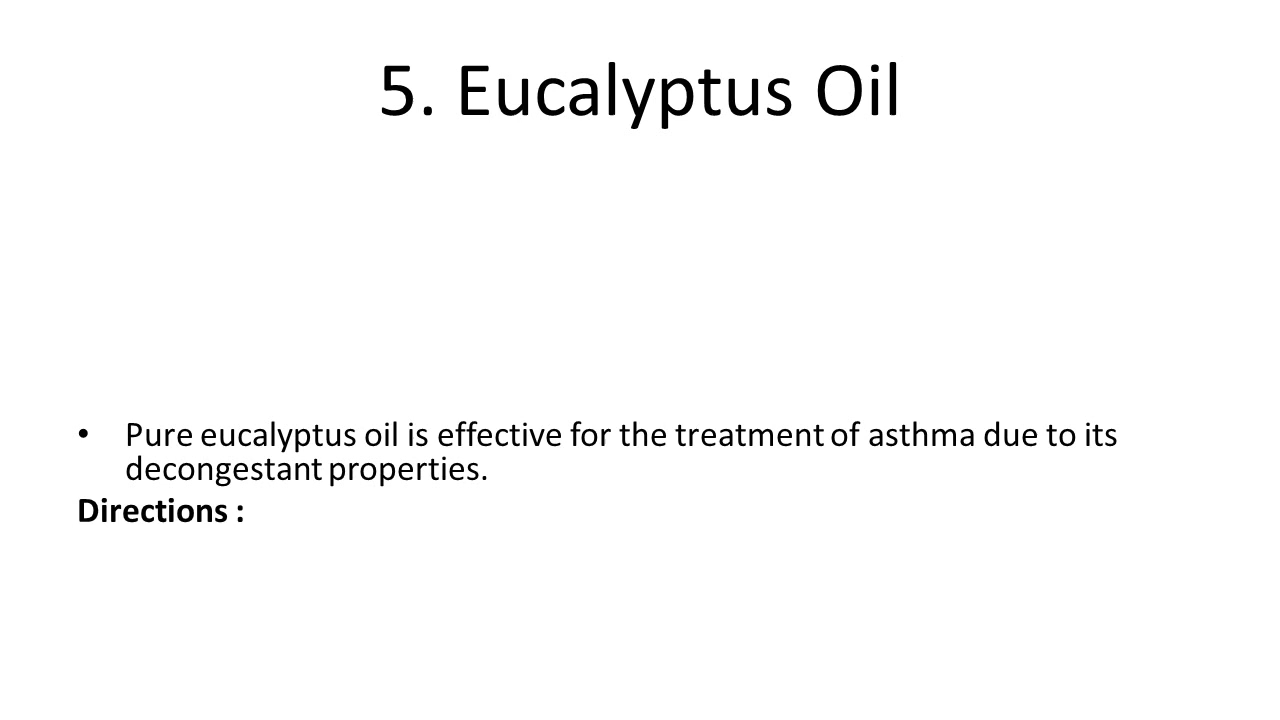 5. Eucalyptus Oil
• Pure eucalyptus oil is effective for the treatment of asthma due to its
decongestant properties.
Directions :